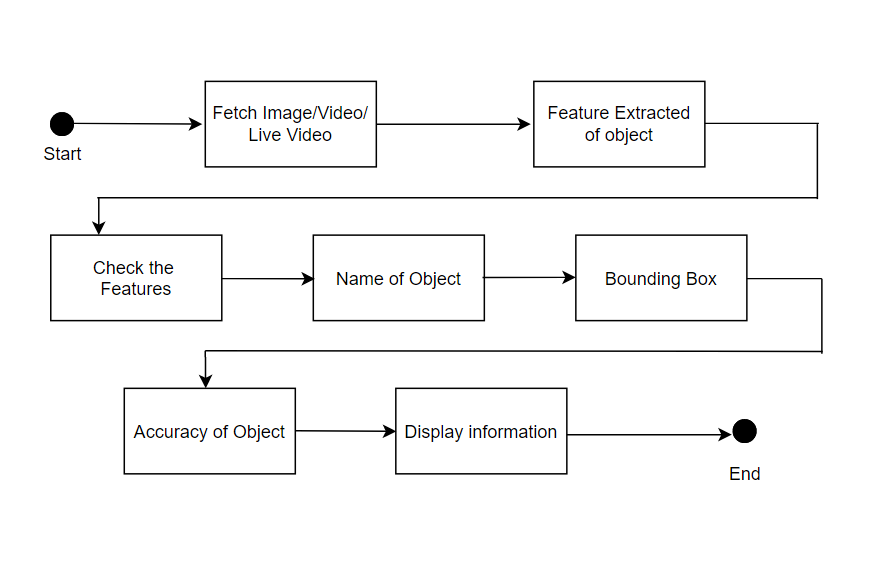 Fetch Image/Video/
Live Video
Feature Extracted
of object
Start
Check the
Features
Name of Object
Bounding Box
Accuracy of Object
Display information
End